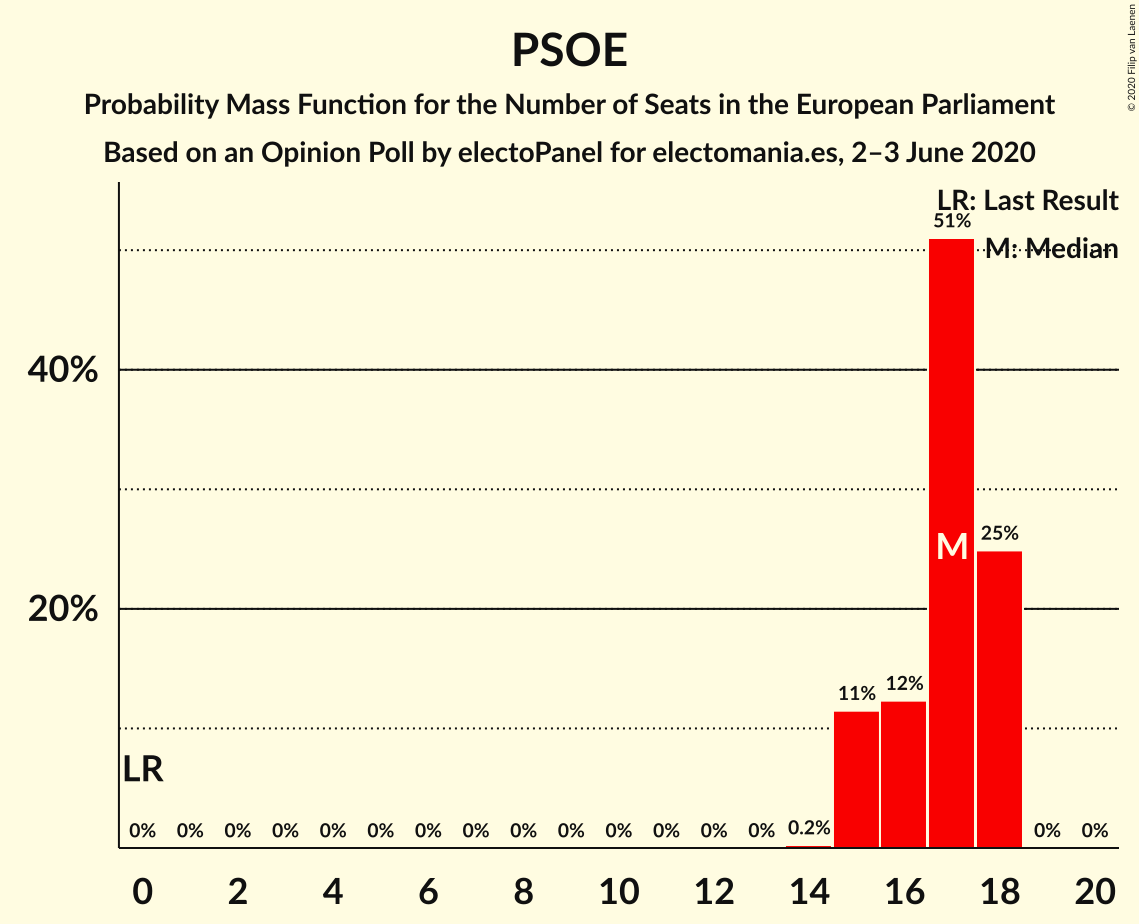 PSOE
Probability Mass Function for the Number of Seats in the European Parliament
Based on an Opinion Poll by electoPanel for electomania.es, 2–3 June 2020
© 2020 Filip van Laenen
LR: Last Result
M: Median
51%
40%
M
25%
20%
11%
12%
LR
0% 0% 0% 0% 0% 0% 0% 0% 0% 0% 0% 0% 0% 0% 0.2% 0% 0%
0 2 4 6 8 10 12 14 16 18 20